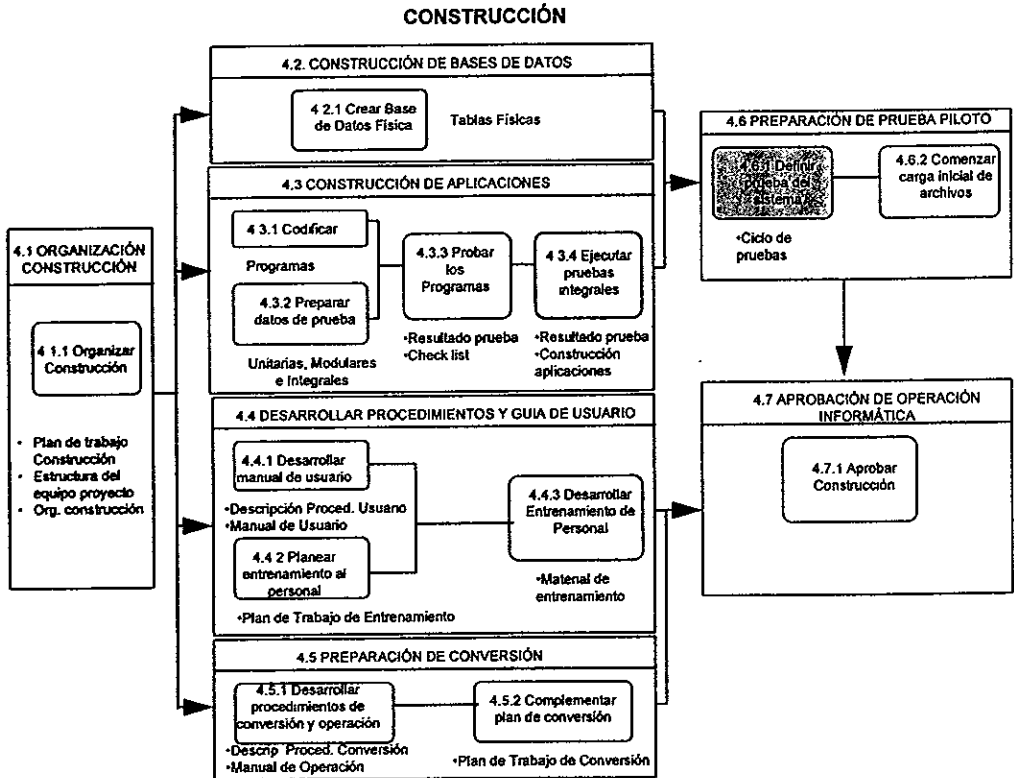 CONSTRUCCIÓN
4.1 ORGANIZACIÓN
CONSTRUCCIÓN
4 1.1 Organizar
Construcción
• Plan de trabajo
Construcción
• Estructura del
equipo proyecto
• Org. construcción
4.2. CONSTRUCCIÓN DE BASES DE DATOS
4 2.1 Crear Base
de Datos Física
Tablas Físicas
4.3 CONSTRUCCIÓN DE APLICACIONES
4 3.1 Codificar
Programas
4.3.2 Preparar
datos de prueba
Unitarias, Modulares
e Integrales
4.3.3 Probar
los
Programas
•Resultado prueba
•Check list
4 3.4 Ejecutar
pruebas
integrales
•Resultado prueba
•Construcción
aplicaciones
4.4 DESARROLLAR PROCEDIMIENTOS Y GUIA DE USUARIO
4.4.1 Desarrollar
manual de usuario
•Descripción Proced. Usuario
•Manual de Usuario
4.4 2 Planear
entrenamiento al
personal
•Plan de Trabajo de Entrenamiento
4.4.3 Desarrollar
Entrenamiento de
Personal
•Material de
entrenamiento
4.5 PREPARACIÓN DE CONVERSIÓN
4.5.1 Desarrollar
procedimientos de
conversión y operación
•Descrip Proced. Conversión
•Manual de Operación
4.5.2 Complementar
plan de conversión
•Plan de Trabajo de Conversión
4.6 PREPARACIÓN DE PRUEBA PILOTO
4.6.1 Definir
prueba del
sistema
•Ciclo de
pruebas
4.6.2 Comenzar
carga inicial de
archivos
4.7 APROBACIÓN DE OPERACIÓN
INFORMÁTICA
4.7.1 Aprobar
Construcción